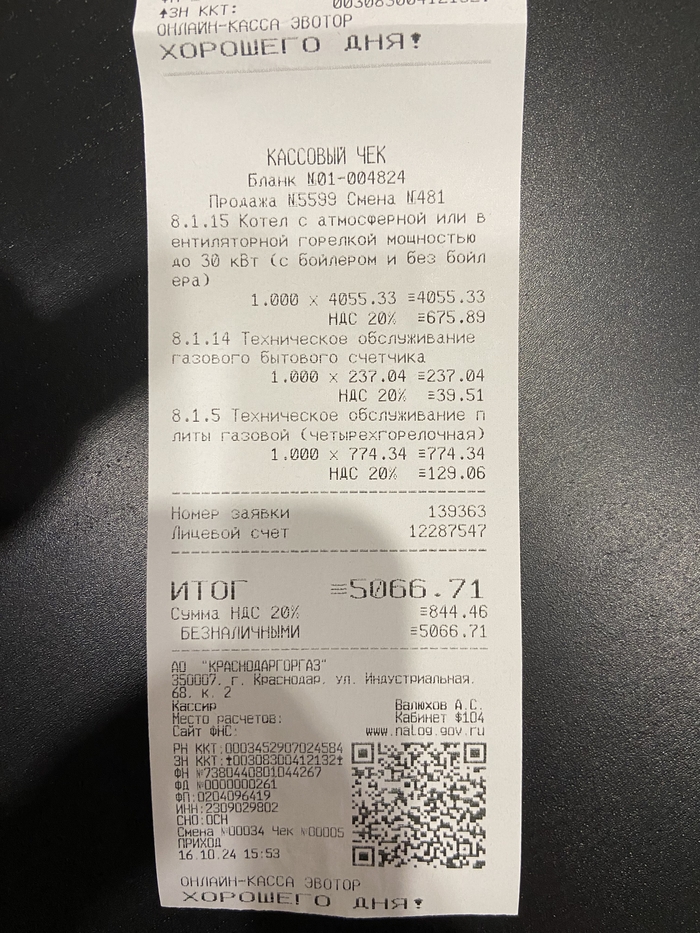 ЗН ККТ:
ОНЛАЙН-КАССА ЭВОТОР
ХОРОШЕГО ДНЯ!
КАССОВЫЙ ЧЕК
Бланк №01-004824
Продажа №5599 Смена №481
8.1.15 Котел с атмосферной или в
ентиляторной горелкой мощностью
до 30 кВт (с бойлером и без бойл
ера)
1.000 × 4055.33 ≡4055.33
НДС 20% ≡675.89
8.1.14 Техническое обслуживание
газового бытового счетчика
1.000 × 237.04 ≡237.04
НДС 20% ≡39.51
8.1.5 Техническое обслуживание п
литы газовой (четырехгорелочная)
1.000 × 774.34 ≡774.34
НДС 20% ≡129.06
Номер заявки 139363
Лицевой счет 12287547
ИТОГ ≡5066.71
Сумма НДС 20% ≡844.46
БЕЗНАЛИЧНЫМИ ≡5066.71
АО "КРАСНОДАРГОРГАЗ"
350007, г. Краснодар, ул. Индустриальная,
68, к. 2
Кассир Валюхов А.С.
Место расчетов: Кабинет $104
Сайт ФНС: www.nalog.gov.ru
РН ККТ:0003452907024584
ЗН ККТ:↟00308300412132↟
ФН №7380440801044267
ФД №0000000261
ФП:0204096419
ИНН:2309029802
СНО:ОСН
Смена №00034 Чек №00005
ПРИХОД
16.10.24 15:53
ОНЛАЙН-КАССА ЭВОТОР
ХОРОШЕГО ДНЯ!